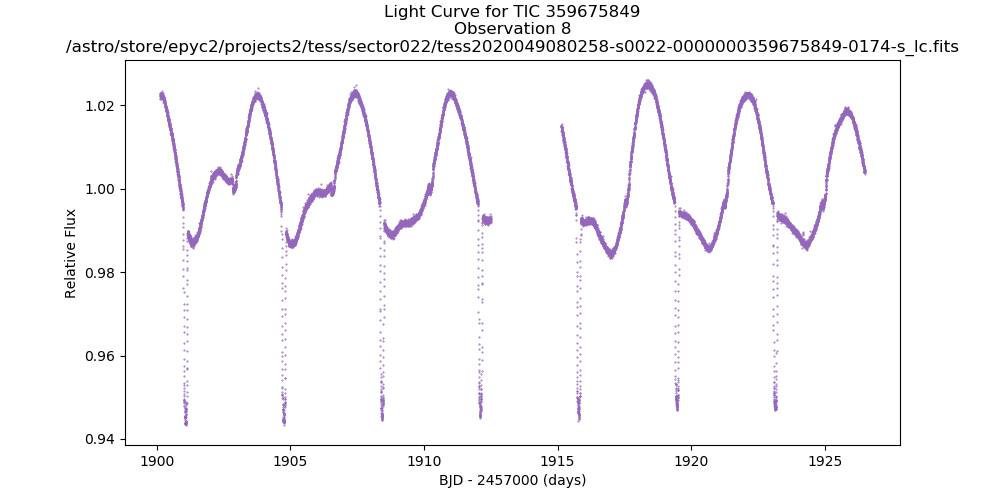 Light Curve for TIC 359675849
Observation 8
/astro/store/epyc2/projects2/tess/sector022/tess2020049080258-s0022-0000000359675849-0174-s_lc.fits
1.02
1.00
0.98
0.96
0.94
Relative Flux
1900
1905
1910
1915
1920
1925
BJD - 2457000 (days)